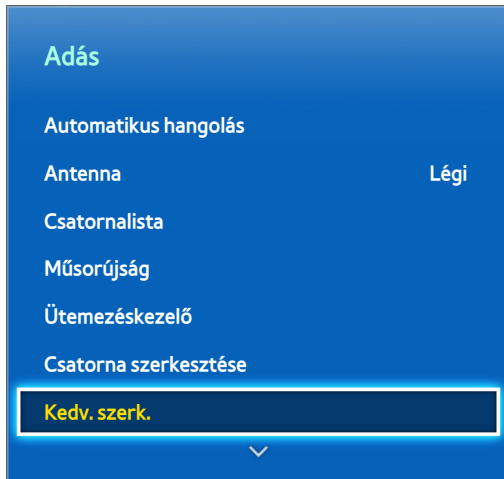 Adás
Automatikus hangolás
Antenna Légi
Csatornalista
Műsorújság
Ütemezéskezelő
Csatorna szerkesztése
Kedv. szerk.